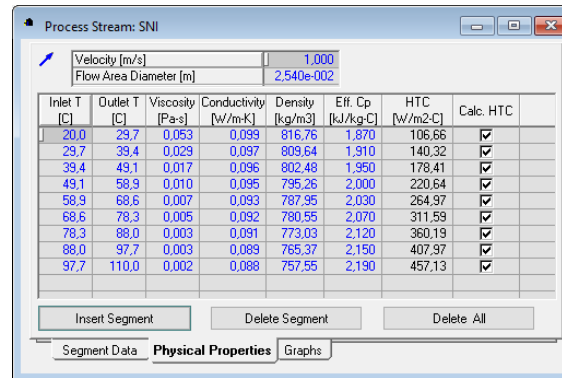 Process Stream: SNI
Velocity [m/s] 1,000
Flow Area Diameter [m] 2,540e-002
Inlet T Outlet T Viscosity Conductivity Density Eff. Cp HTC Calc. HTC
[C] [C] [Pa-s] [W/m-K] [kg/m3] [kJ/kg-C] [W/m2-C]
20,0 29,7 0,053 0,099 816,76 1,870 106,66
29,7 39,4 0,029 0,097 809,64 1,910 140,32
39,4 49,1 0,017 0,096 802,48 1,950 178,41
49,1 58,9 0,010 0,095 795,26 2,000 220,64
58,9 68,6 0,007 0,093 787,95 2,030 264,97
68,6 78,3 0,005 0,092 780,55 2,070 311,59
78,3 88,0 0,003 0,091 773,03 2,120 360,19
88,0 97,7 0,003 0,089 765,37 2,150 407,97
97,7 110,0 0,002 0,088 757,55 2,190 457,13
Insert Segment Delete Segment Delete All
Segment Data Physical Properties Graphs